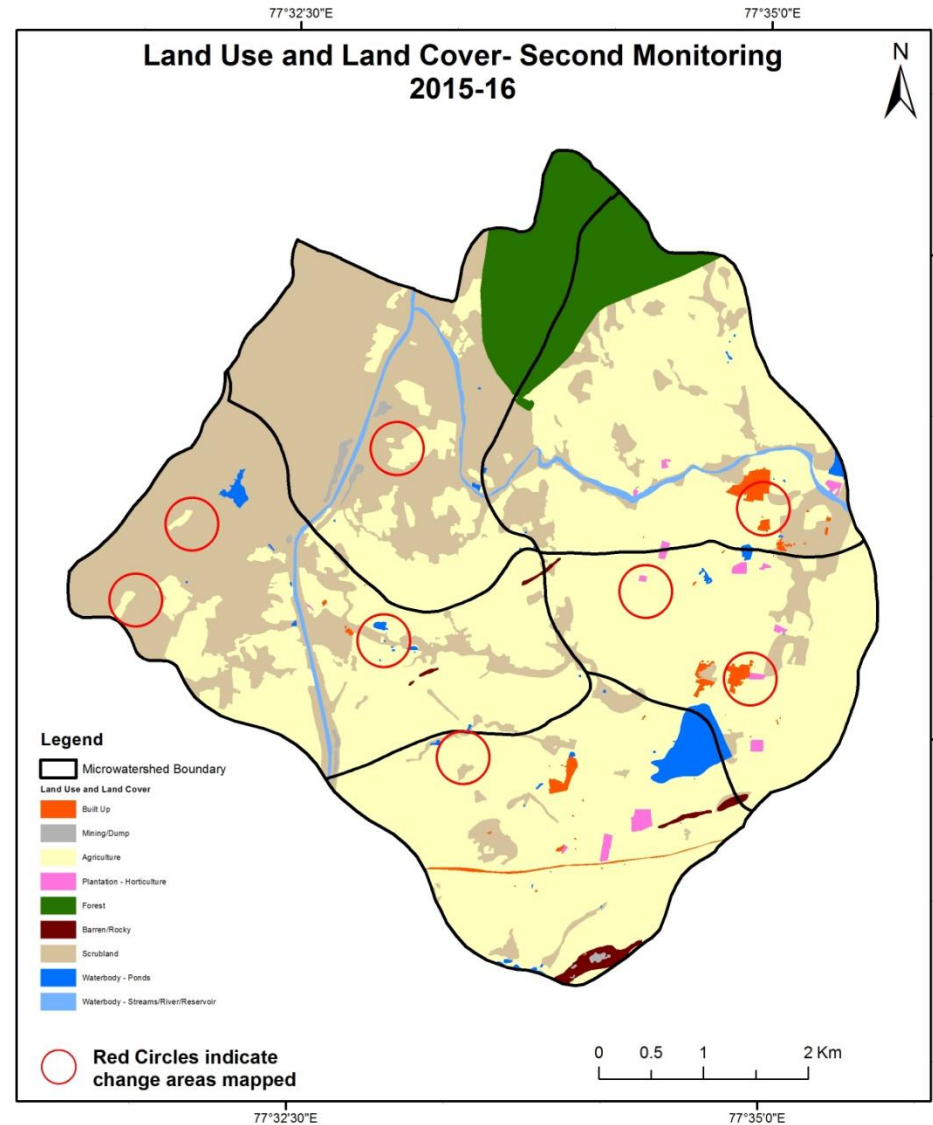 77°32'30"E
77°35'0"E
Land Use and Land Cover- Second Monitoring
2015-16
N
Legend
Microwatershed Boundary
Land Use and Land Cover
Built Up
Mining/Dump
Agriculture
Plantation - Horticulture
Forest
Barren/Rocky
Scrubland
Waterbody - Ponds
Waterbody - Streams/River/Reservoir
Red Circles indicate
change areas mapped
0 0.5 1 2 Km
77°32'30"E
77°35'0"E